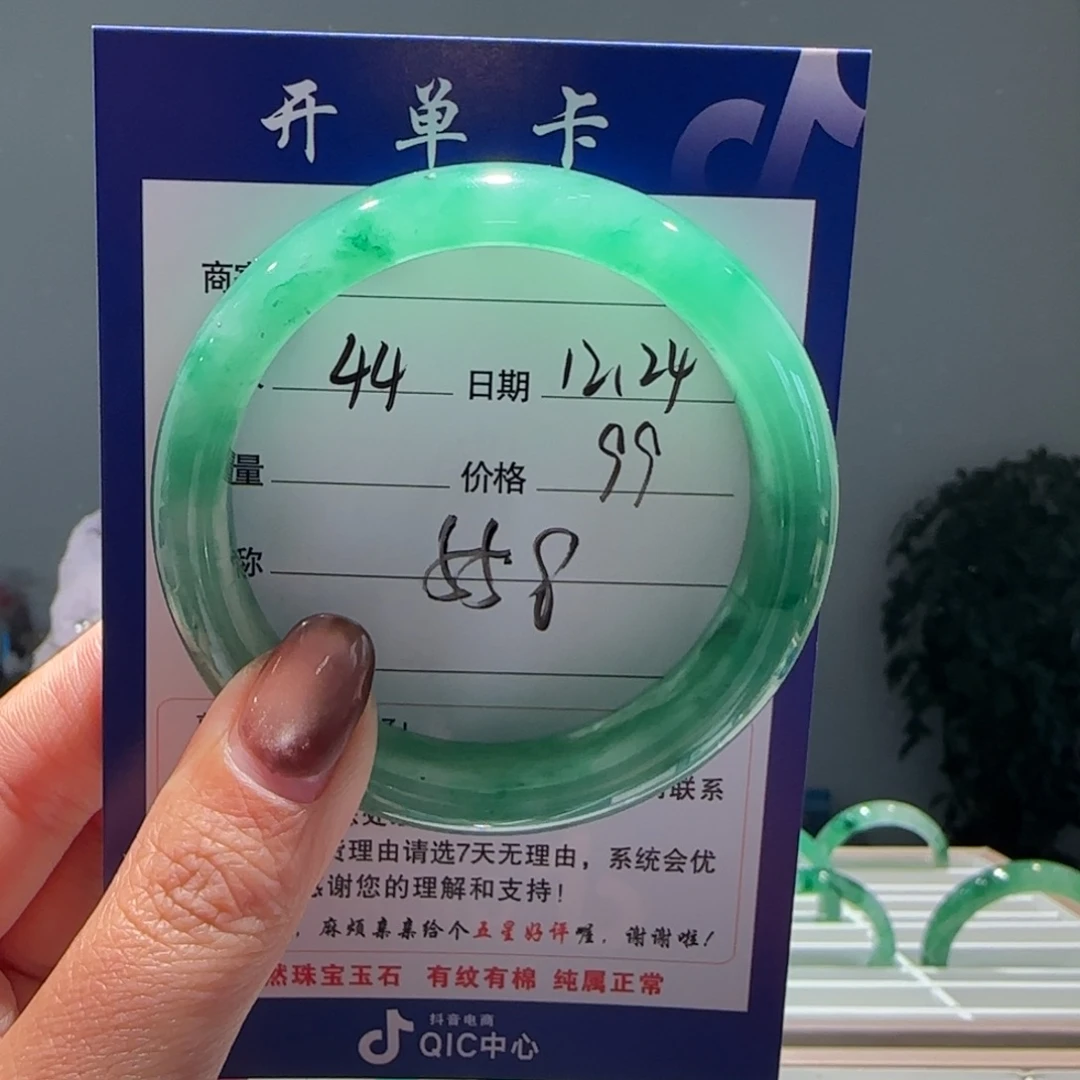 开单卡
商家
44 日期 12.24
量 价格 99
称 558
联系
理由请选7天无理由，系统会优
感谢您的理解和支持！
，麻烦亲亲给个五星好评喔，谢谢啦！
然珠宝玉石 有纹有棉 纯属正常
抖音电商
QIC中心